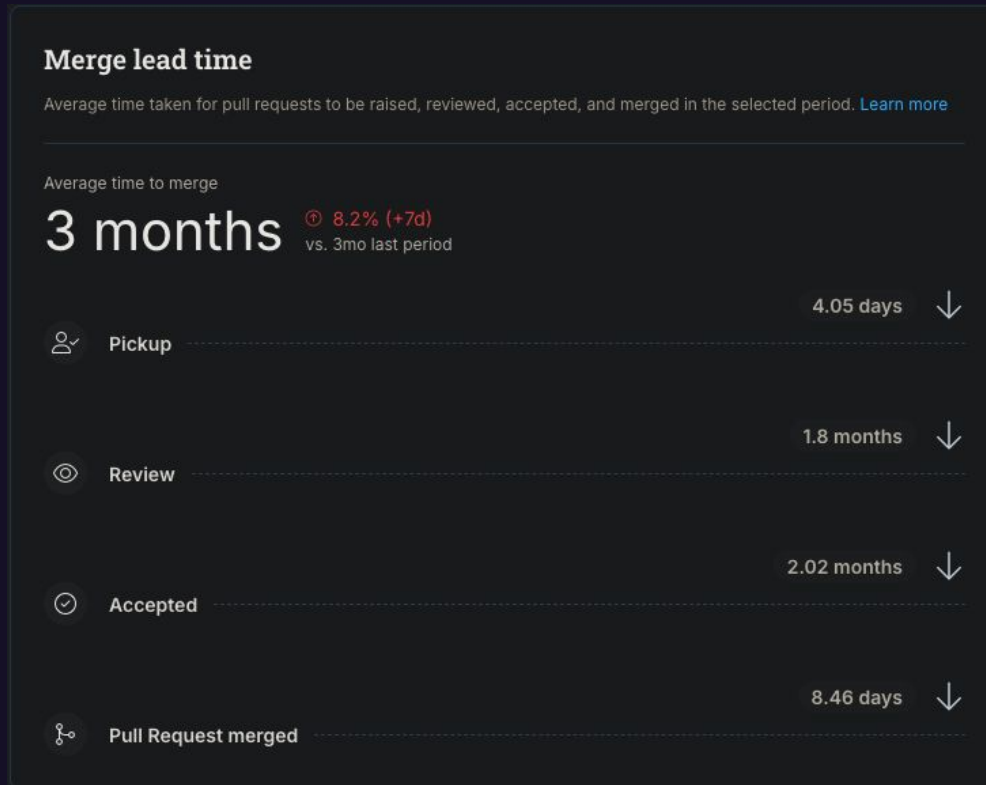 Merge lead time
Average time taken for pull requests to be raised, reviewed, accepted, and merged in the selected period. Learn more
Average time to merge
3 months
8.2% (+7d)
vs. 3mo last period
4.05 days
Pickup
1.8 months
Review
2.02 months
Accepted
8.46 days
Pull Request merged